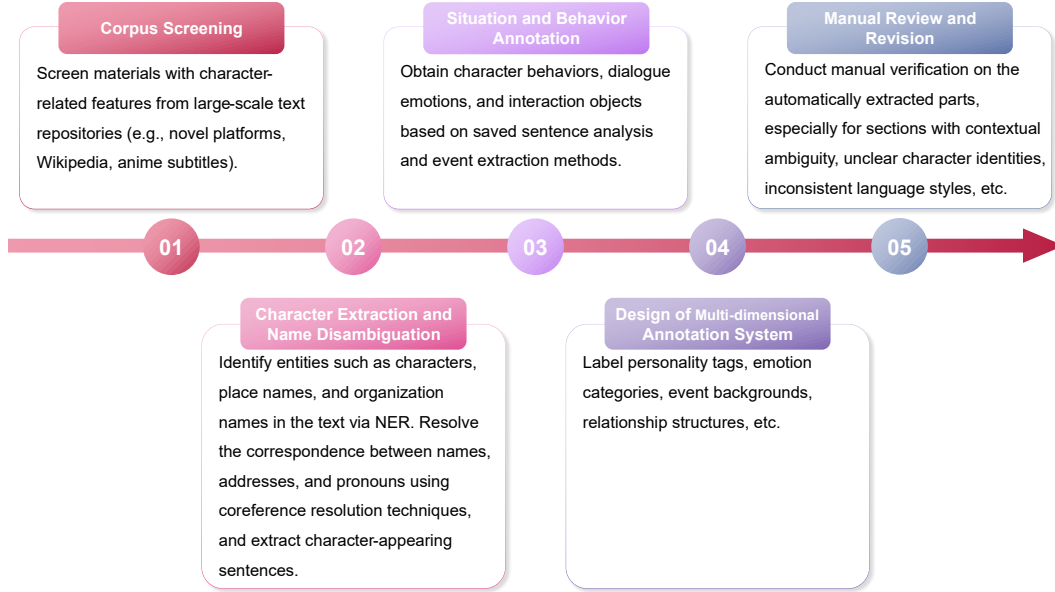 Corpus Screening
Screen materials with character-
related features from large-scale text
repositories (e.g., novel platforms,
Wikipedia, anime subtitles).
01
Character Extraction and
Name Disambiguation
Identify entities such as characters,
place names, and organization
names in the text via NER. Resolve
the correspondence between names,
addresses, and pronouns using
coreference resolution techniques,
and extract character-appearing
sentences.
02
Situation and Behavior
Annotation
Obtain character behaviors, dialogue
emotions, and interaction objects
based on saved sentence analysis
and event extraction methods.
03
Design of Multi-dimensional
Annotation System
Label personality tags, emotion
categories, event backgrounds,
relationship structures, etc.
04
Manual Review and
Revision
Conduct manual verification on the
automatically extracted parts,
especially for sections with contextual
ambiguity, unclear character identities,
inconsistent language styles, etc.
05